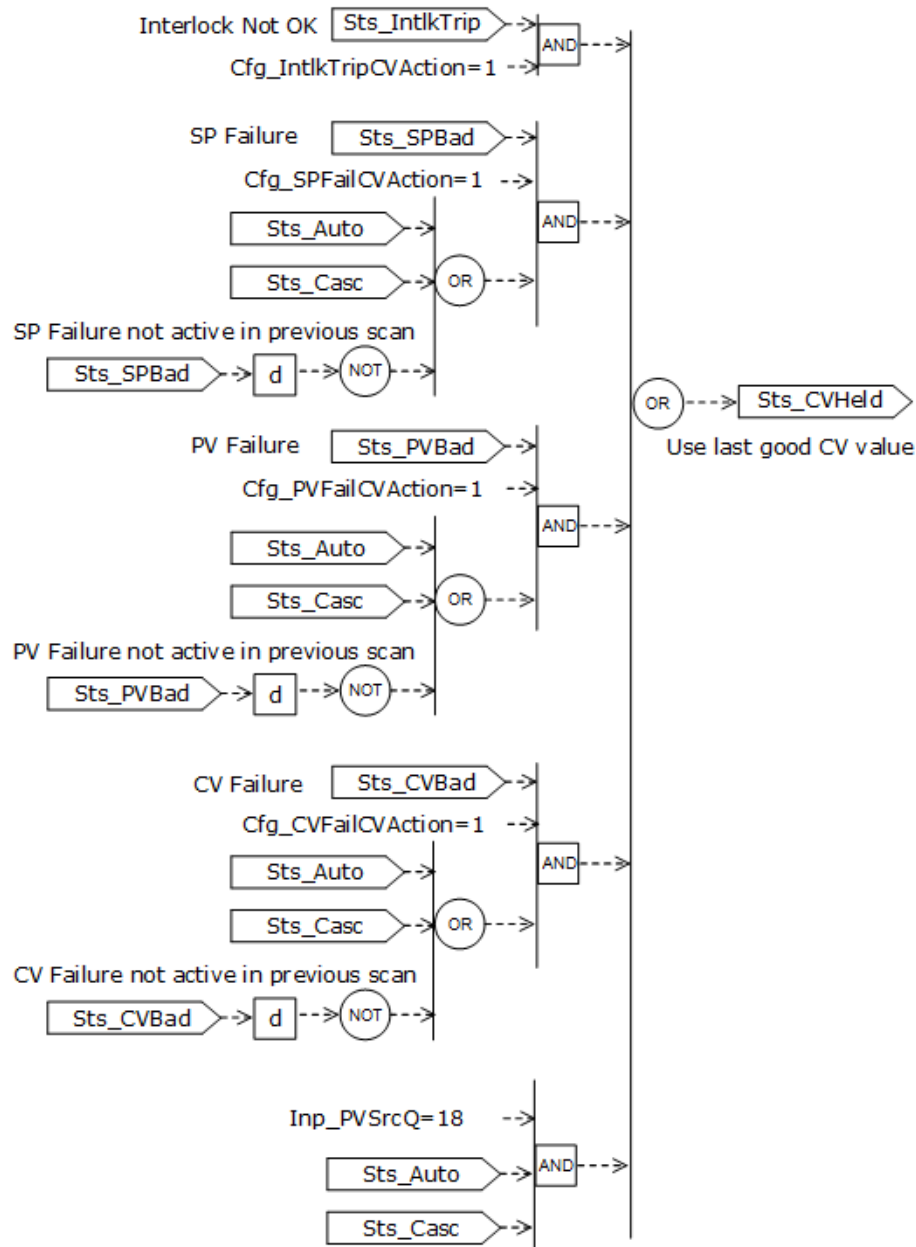 Interlock Not OK Sts_IntlkTrip
AND
Cfg_IntlkTripCVAction=1
SP Failure Sts_SPBad
Cfg_SPFailCVAction=1
AND
Sts_Auto
Sts_Casc OR
SP Failure not active in previous scan
Sts_SPBad d NOT
OR Sts_CVHeld
Use last good CV value
PV Failure Sts_PVBad
Cfg_PVFailCVAction=1
AND
Sts_Auto
Sts_Casc OR
PV Failure not active in previous scan
Sts_PVBad d NOT
CV Failure Sts_CVBad
Cfg_CVFailCVAction=1
AND
Sts_Auto
Sts_Casc OR
CV Failure not active in previous scan
Sts_CVBad d NOT
Inp_PVSrcQ=18
AND
Sts_Auto
Sts_Casc